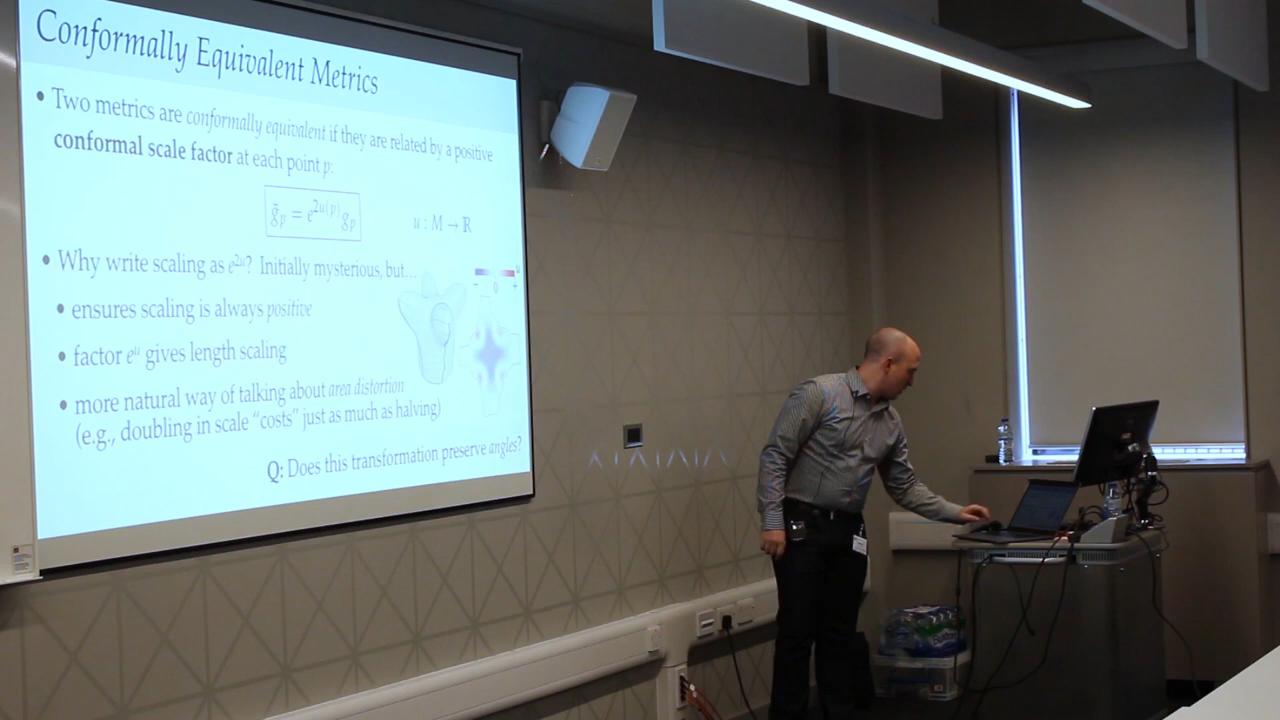 Conformally Equivalent Metrics
• Two metrics are conformally equivalent if they are related by a positive
conformal scale factor at each point p:
g̃ₚ = e²ᵘ⁽ᵖ⁾gₚ u : M → ℝ
• Why write scaling as e²ᵘ? Initially mysterious, but…
• ensures scaling is always positive
• factor eᵘ gives length scaling
• more natural way of talking about area distortion
(e.g., doubling in scale “costs” just as much as halving)
Q: Does this transformation preserve angles?
− 0 +